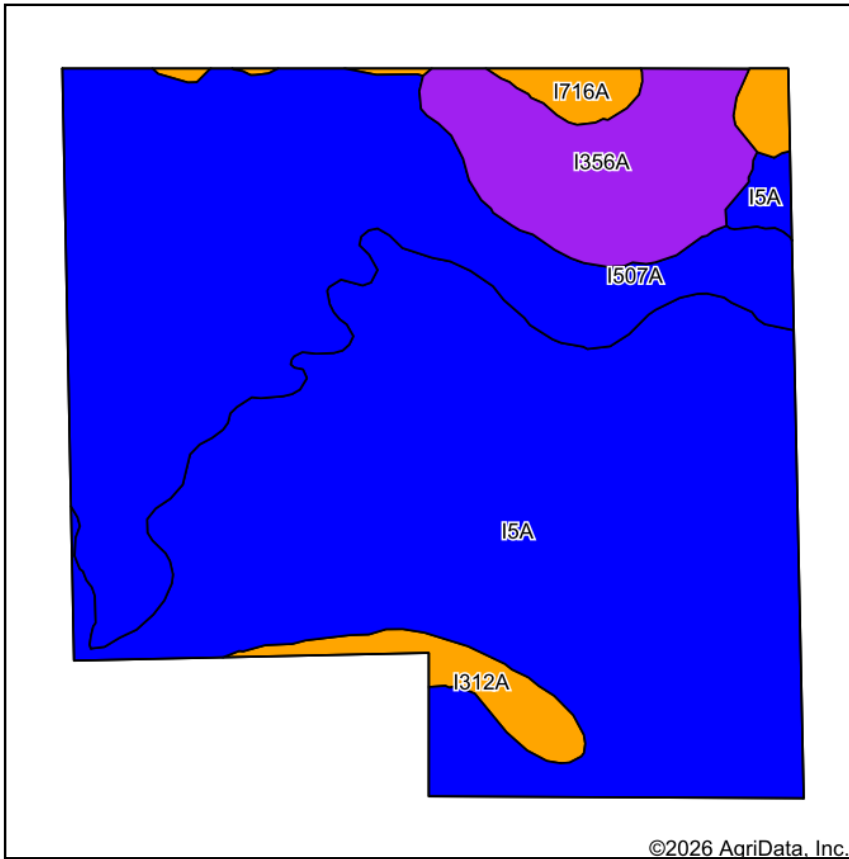 I716A
I356A
I5A
I507A
I5A
I312A
©2026 AgriData, Inc.